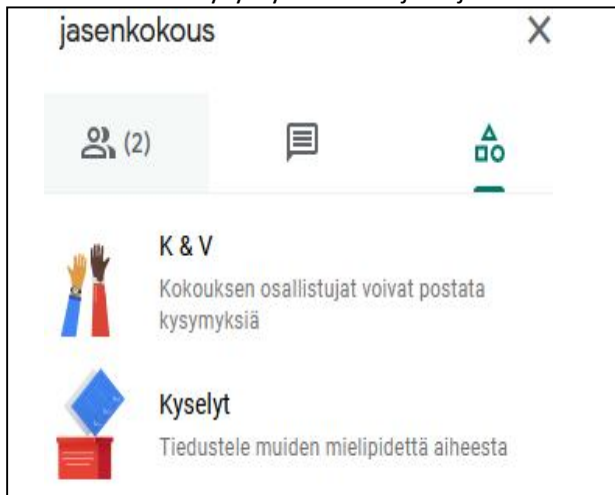 jasenkokous
(2)
K & V
Kokouksen osallistujat voivat postata
kysymyksiä
Kyselyt
Tiedustele muiden mielipidettä aiheesta